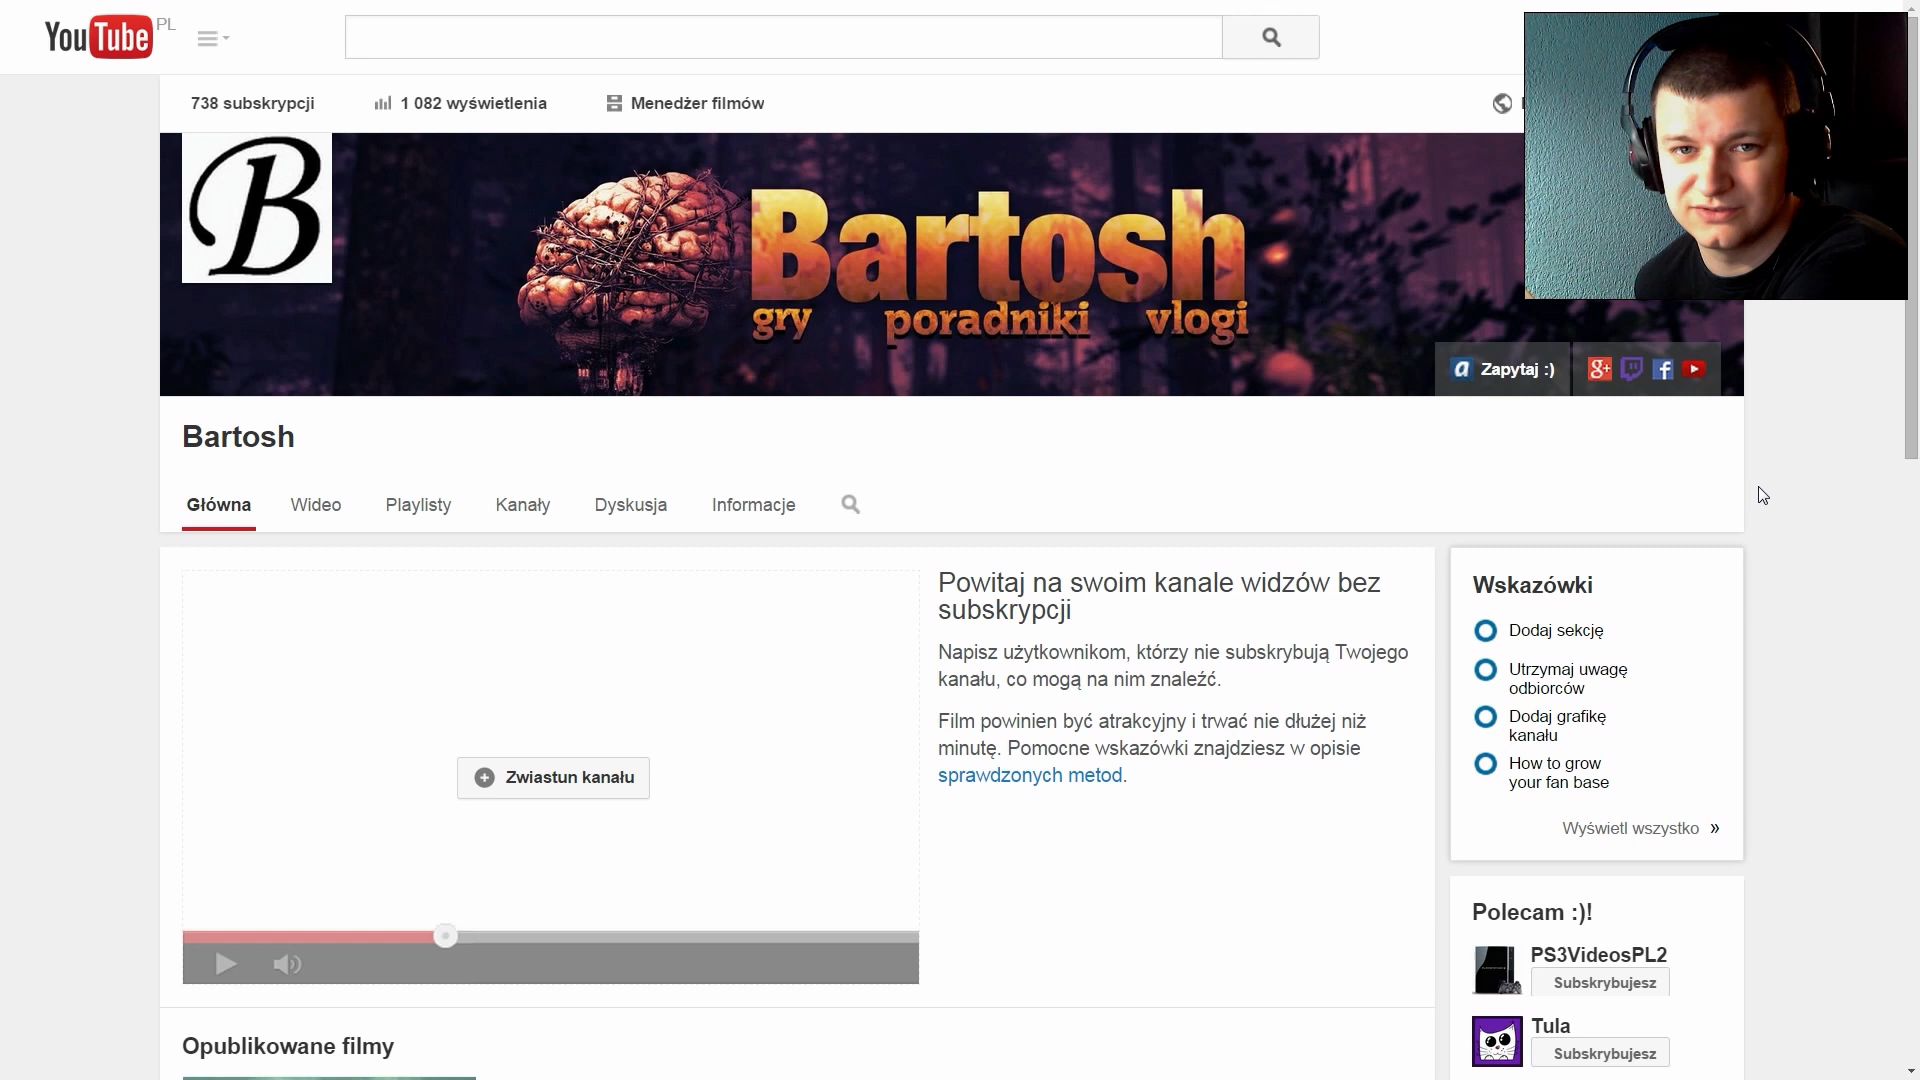 YouTube PL
738 subskrypcji
1 082 wyświetlenia
Menedżer filmów
B
Bartosh
gry poradniki vlogi
a Zapytaj :)
g+
f
Bartosh
Główna
Wideo
Playlisty
Kanały
Dyskusja
Informacje
Powitaj na swoim kanale widzów bez
subskrypcji
Napisz użytkownikom, którzy nie subskrybują Twojego
kanału, co mogą na nim znaleźć.
Film powinien być atrakcyjny i trwać nie dłużej niż
minutę. Pomocne wskazówki znajdziesz w opisie
sprawdzonych metod.
Zwiastun kanału
Opublikowane filmy
Wskazówki
Dodaj sekcję
Utrzymaj uwagę
odbiorców
Dodaj grafikę
kanału
How to grow
your fan base
Wyświetl wszystko »
Polecam :)!
PS3VideosPL2
Subskrybujesz
Tula
Subskrybujesz